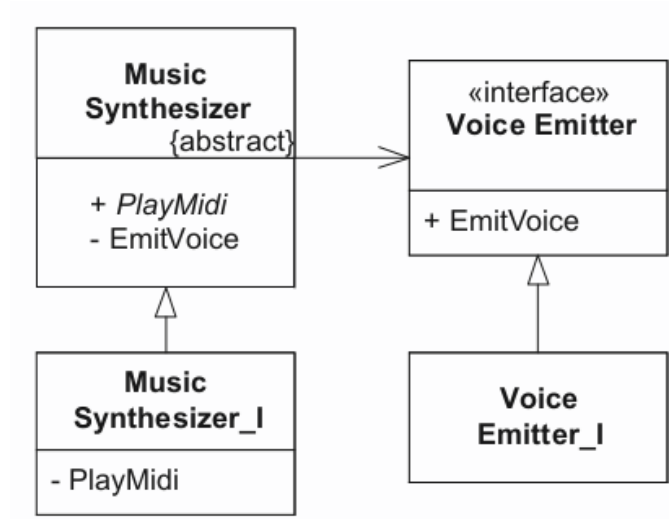 Music
Synthesizer
{abstract}
+ PlayMidi
- EmitVoice
«interface»
Voice Emitter
+ EmitVoice
Music
Synthesizer_I
- PlayMidi
Voice
Emitter_I